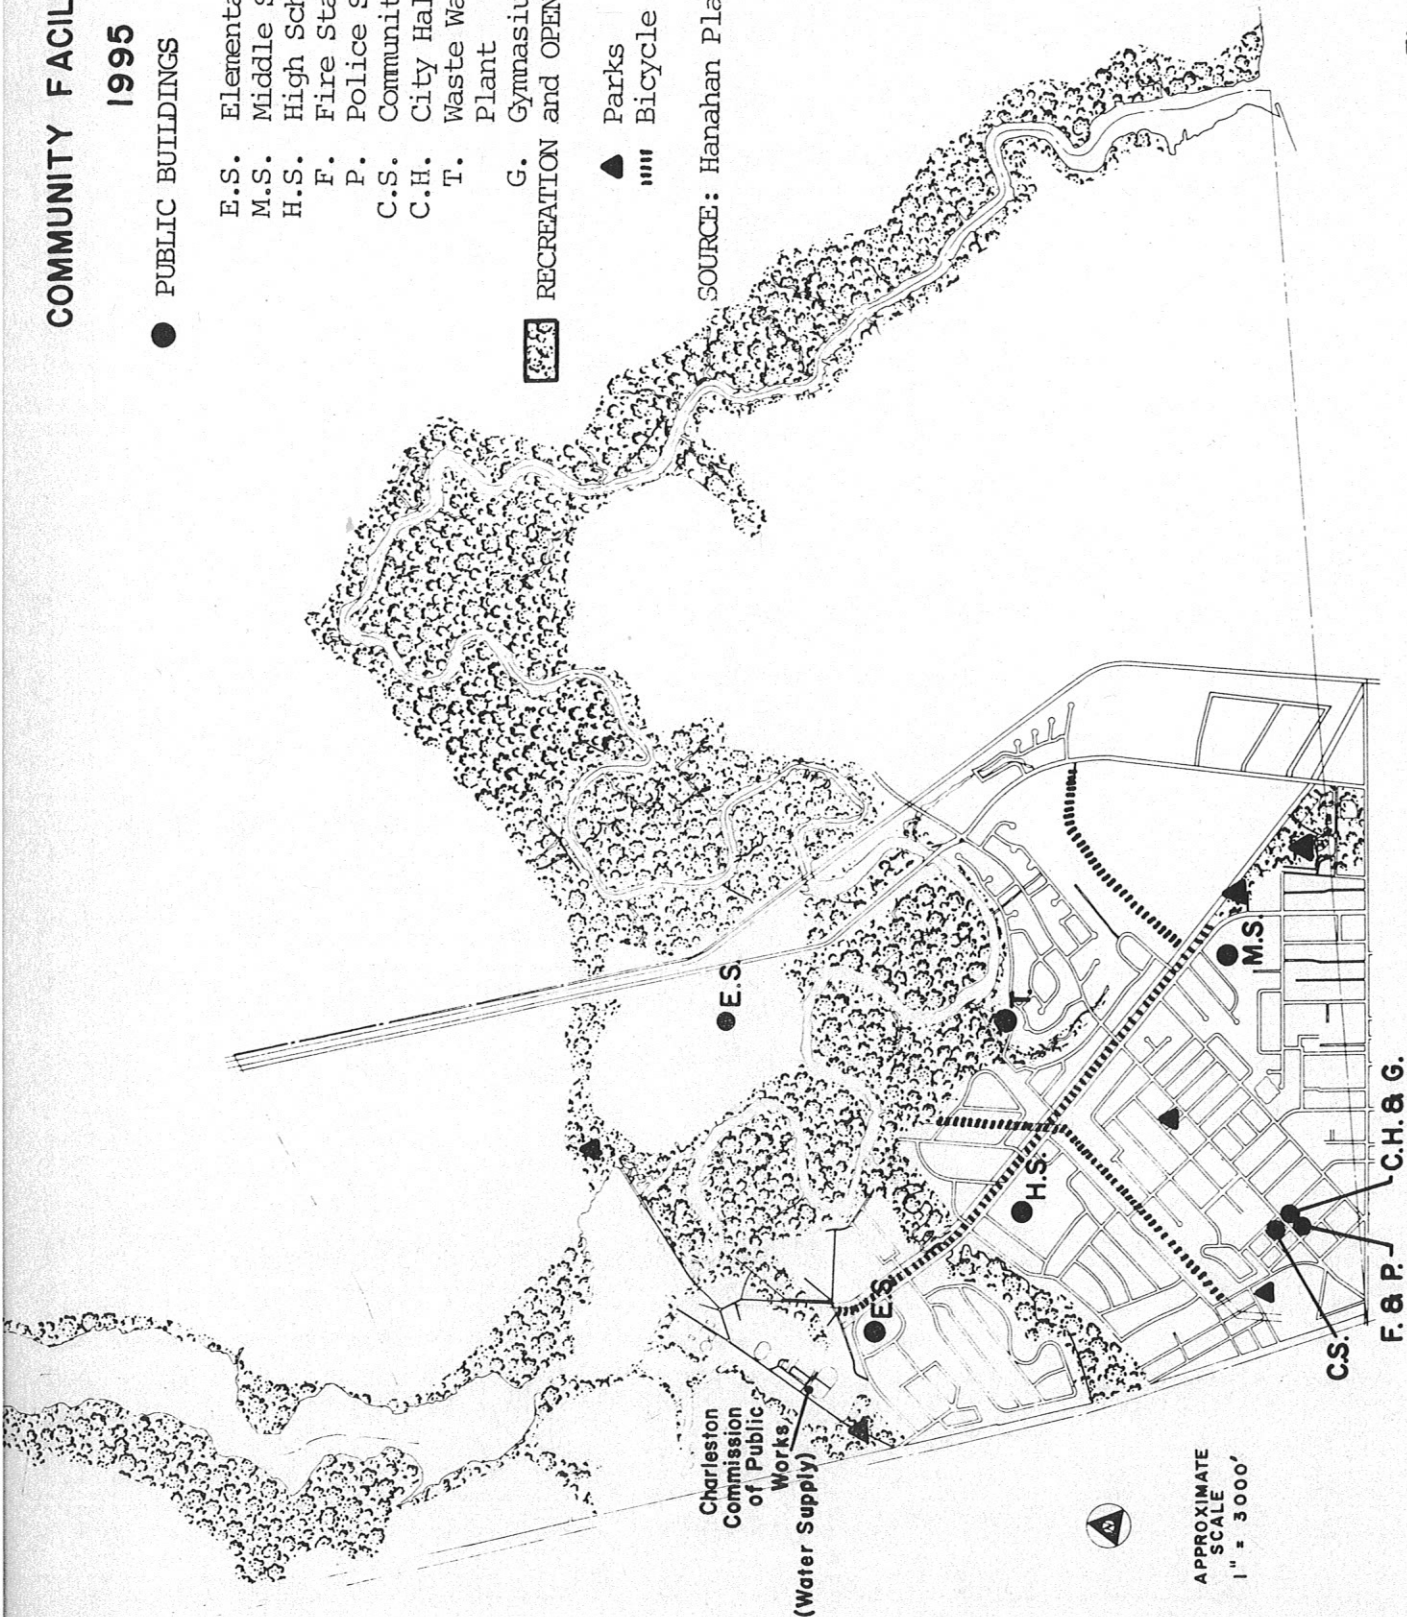 COMMUNITY FACIL
1995
PUBLIC BUILDINGS
E.S. Elementa
M.S. Middle S
H.S. High Sch
F. Fire Sta
P. Police S
C.S. Communit
C.H. City Hal
T. Waste Wa
Plant
G. Gymnasiu
RECREATION and OPEN
Parks
Bicycle
SOURCE: Hanahan Pla
E.S.
T.
M.S.
H.S.
E.S.
Charleston
Commission
of Public
Works
(Water Supply)
C.S.
F. & P.
C.H. & G.
N
APPROXIMATE
SCALE
1" = 3000'